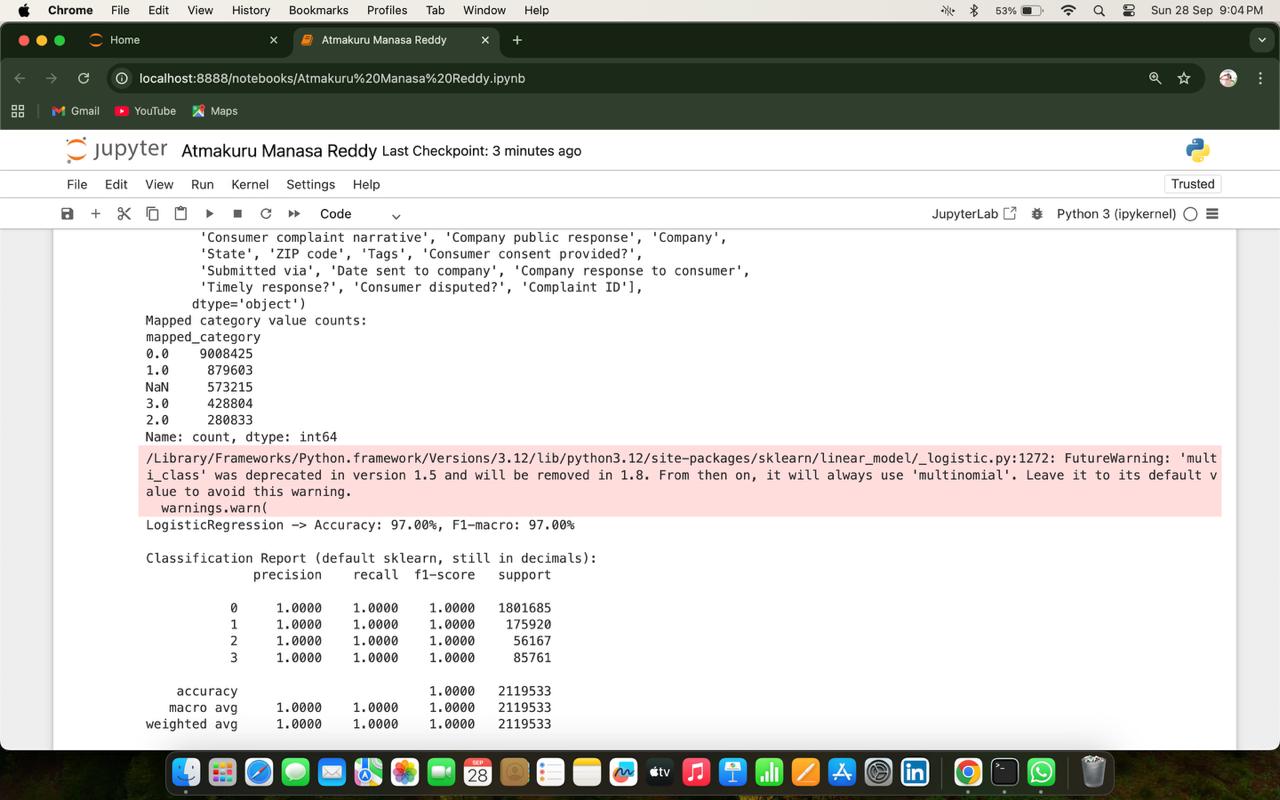 Chrome File Edit View History Bookmarks Profiles Tab Window Help 53% Sun 28 Sep 9:04 PM
Home Atmakuru Manasa Reddy
localhost:8888/notebooks/Atmakuru%20Manasa%20Reddy.ipynb
Gmail YouTube Maps
jupyter Atmakuru Manasa Reddy Last Checkpoint: 3 minutes ago
File Edit View Run Kernel Settings Help Trusted
Code JupyterLab Python 3 (ipykernel)
'Consumer complaint narrative', 'Company public response', 'Company',
'State', 'ZIP code', 'Tags', 'Consumer consent provided?',
'Submitted via', 'Date sent to company', 'Company response to consumer',
'Timely response?', 'Consumer disputed?', 'Complaint ID'],
dtype='object')
Mapped category value counts:
mapped_category
0.0 9008425
1.0 879603
NaN 573215
3.0 428804
2.0 280833
Name: count, dtype: int64
/Library/Frameworks/Python.framework/Versions/3.12/lib/python3.12/site-packages/sklearn/linear_model/_logistic.py:1272: FutureWarning: 'mult
i_class' was deprecated in version 1.5 and will be removed in 1.8. From then on, it will always use 'multinomial'. Leave it to its default v
alue to avoid this warning.
warnings.warn(
LogisticRegression -> Accuracy: 97.00%, F1-macro: 97.00%
Classification Report (default sklearn, still in decimals):
precision recall f1-score support
0 1.0000 1.0000 1.0000 1801685
1 1.0000 1.0000 1.0000 175920
2 1.0000 1.0000 1.0000 56167
3 1.0000 1.0000 1.0000 85761
accuracy 1.0000 2119533
macro avg 1.0000 1.0000 1.0000 2119533
weighted avg 1.0000 1.0000 1.0000 2119533
SEP
28
tv
in